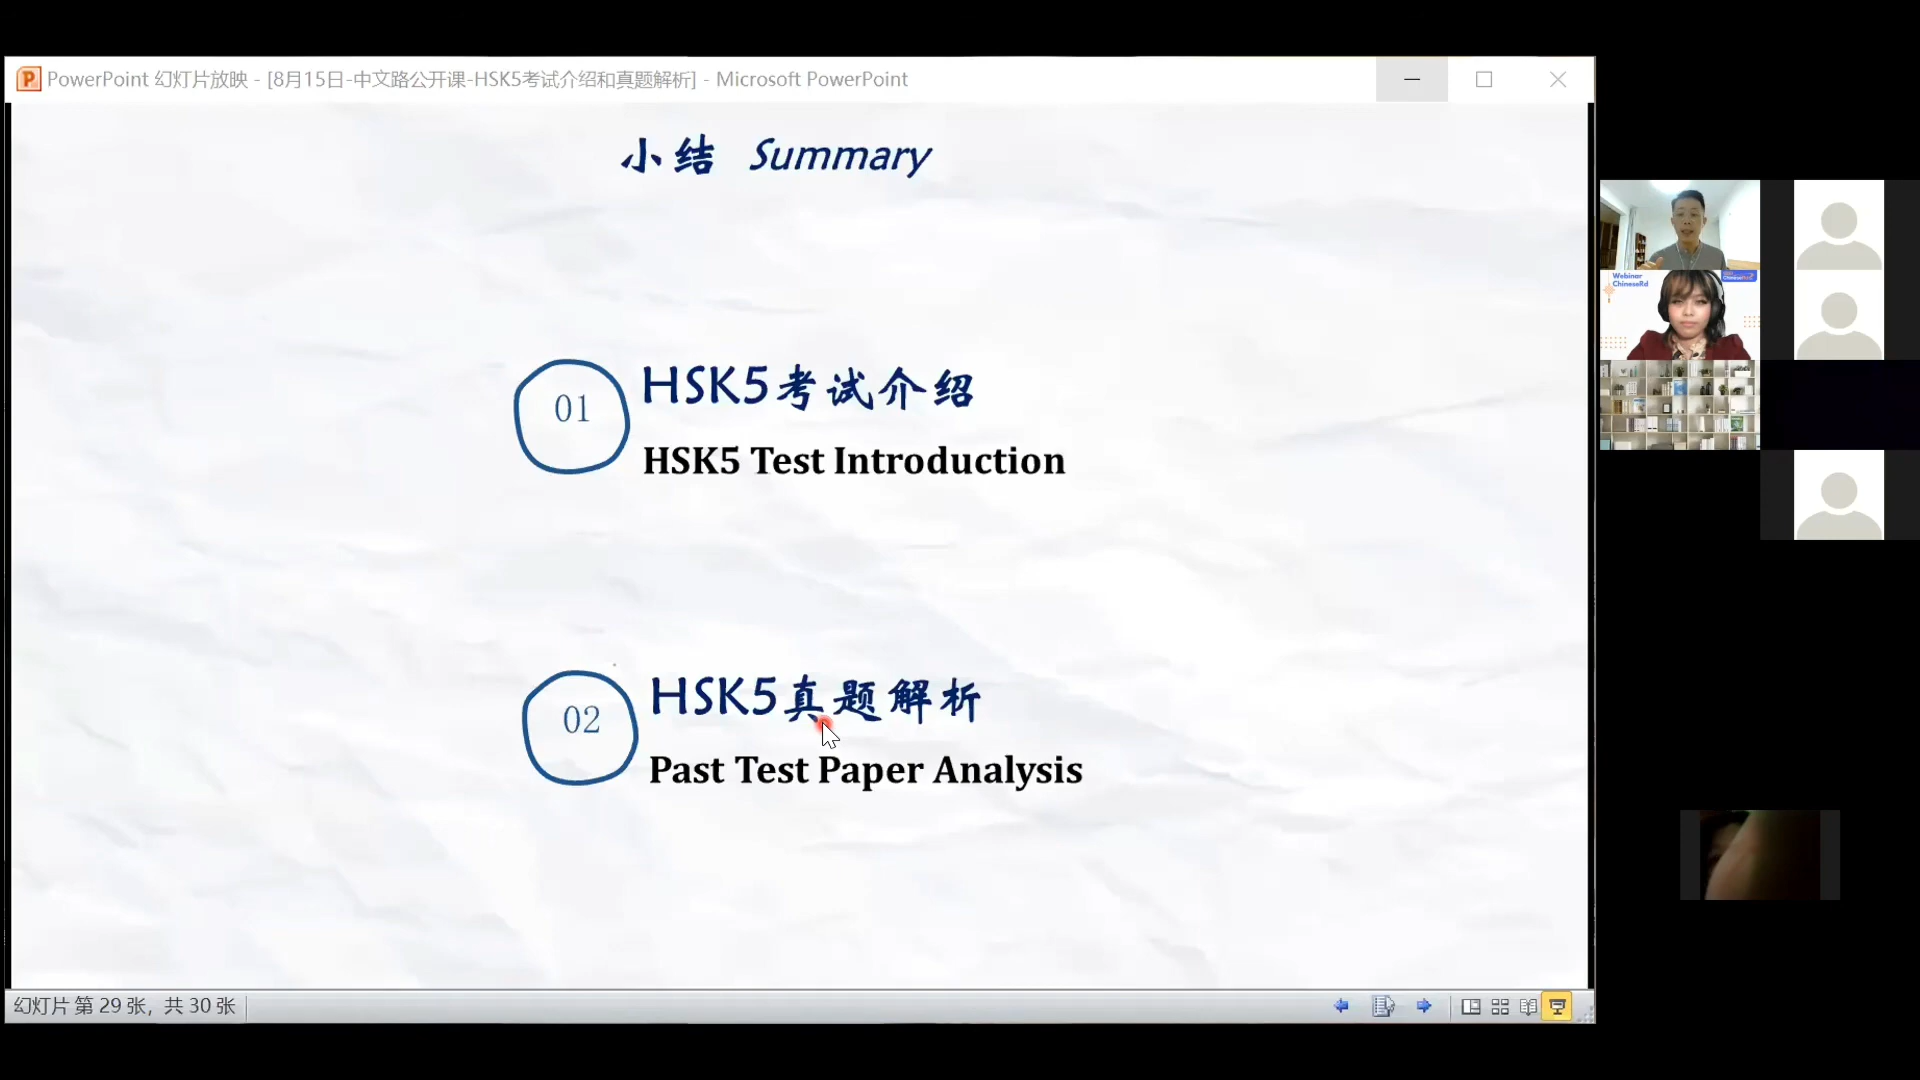 PowerPoint 幻灯片放映 - [8月15日-中文路公开课-HSK5考试介绍和真题解析] - Microsoft PowerPoint
小结 Summary
01
HSK5考试介绍
HSK5 Test Introduction
02
HSK5真题解析
Past Test Paper Analysis
幻灯片 第 29 张，共 30 张
Webinar
ChineseRd